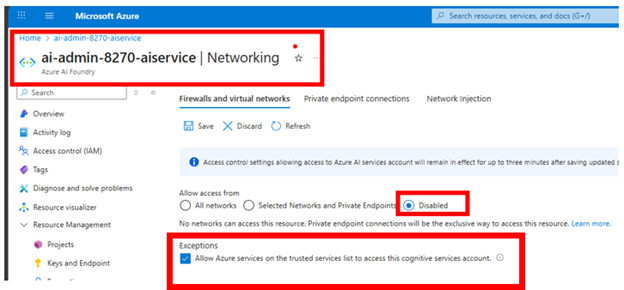 Microsoft Azure
Search resources, services, and docs (G+/)
Home > ai-admin-8270-aiservice
ai-admin-8270-aiservice | Networking
Azure AI Foundry
Search
Overview
Activity log
Access control (IAM)
Tags
Diagnose and solve problems
Resource visualizer
Resource Management
Projects
Keys and Endpoint
Firewalls and virtual networks Private endpoint connections Network Injection
Save Discard Refresh
Access control settings allowing access to Azure AI services account will remain in effect for up to three minutes after saving updated s
Allow access from
All networks Selected Networks and Private Endpoints Disabled
No networks can access this resource. Private endpoint connections will be the exclusive way to access this resource. Learn more.
Exceptions
Allow Azure services on the trusted services list to access this cognitive services account.